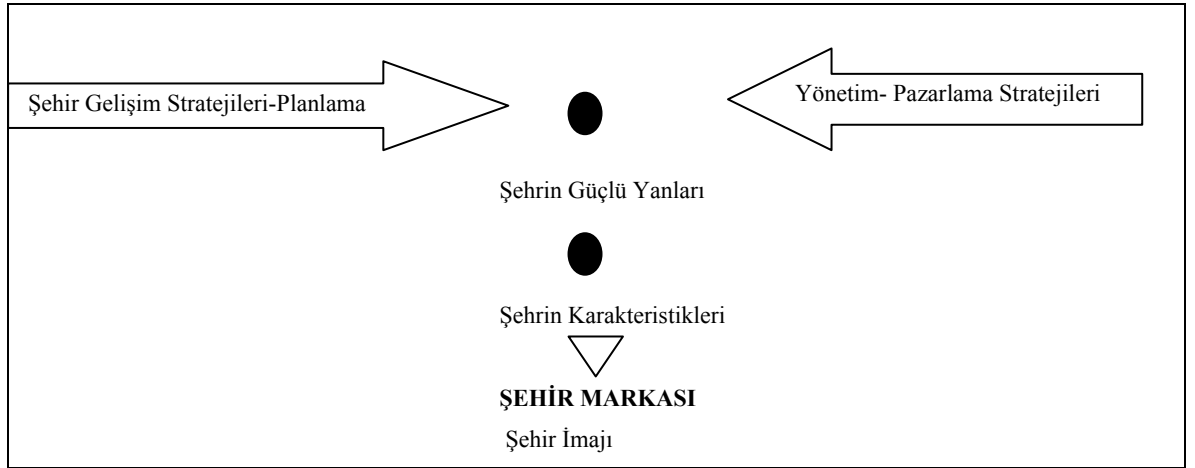 Şehir Gelişim Stratejileri-Planlama
Yönetim- Pazarlama Stratejileri
Şehrin Güçlü Yanları
Şehrin Karakteristikleri
ŞEHİR MARKASI
Şehir İmajı